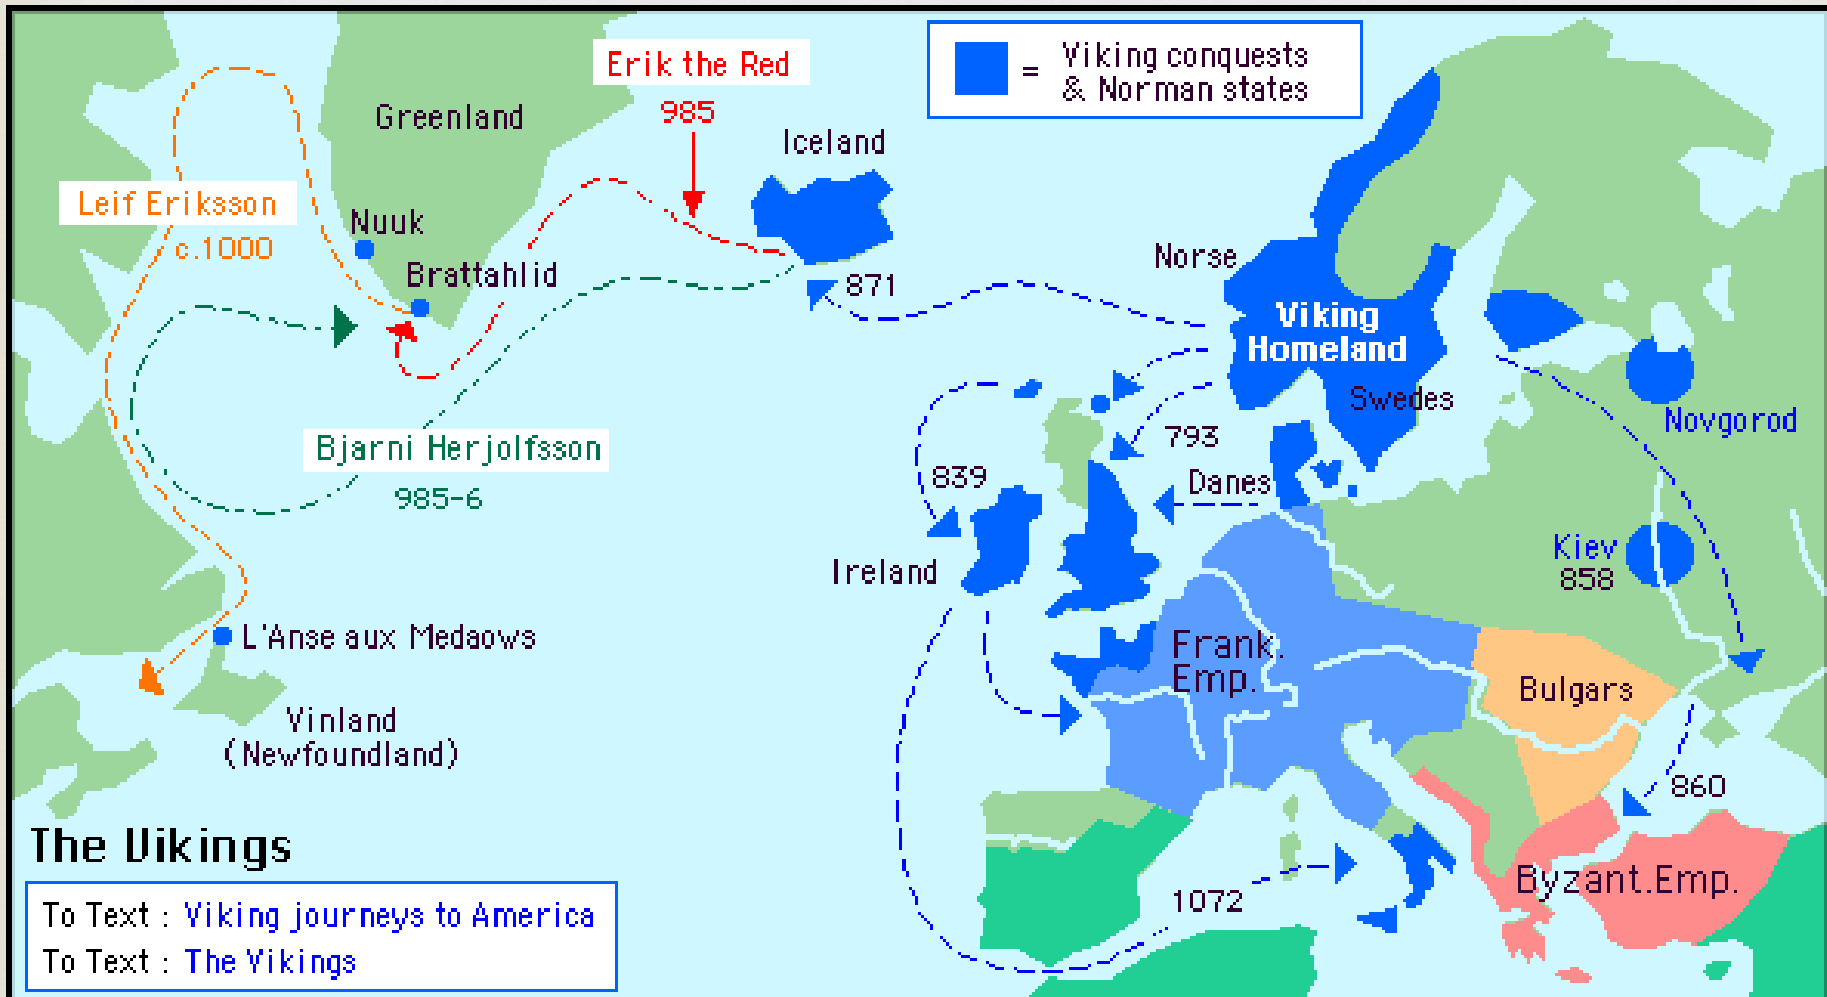 Erik the Red
985
= Viking conquests
& Norman states
Greenland
Iceland
Leif Eriksson
c.1000
Nuuk
Brattahlid
871
Norse
Viking
Homeland
Swedes
Novgorod
793
Danes
839
Bjarni Herjolfsson
985-6
Ireland
Kiev
858
L'Anse aux Medaows
Frank.
Emp.
Bulgars
Vinland
(Newfoundland)
860
The Vikings
Byzant.Emp.
1072
To Text : Viking journeys to America
To Text : The Vikings